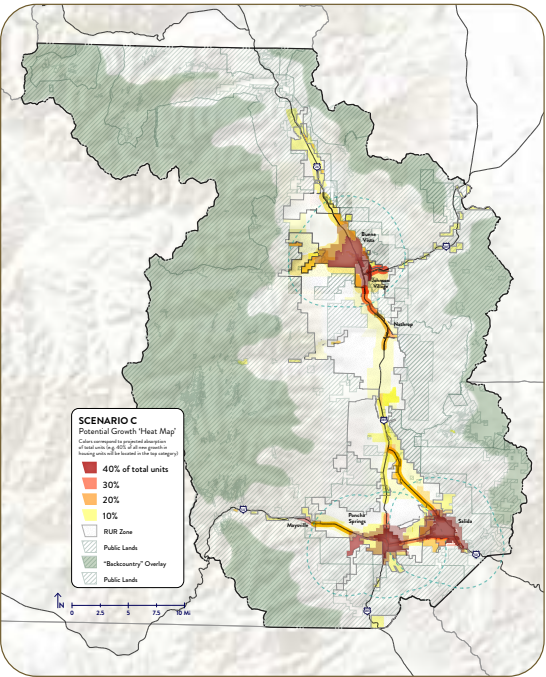 Buena
Vista
Johnson
Village
Nathrop
SCENARIO C
Potential Growth 'Heat Map'
Colors correspond to projected absorption
of total units (e.g. 40% of all new growth in
housing units will be located in the top category)
40% of total units
30%
20%
10%
RUR Zone
Public Lands
"Backcountry" Overlay
Public Lands
Poncha
Springs
Salida
Maysville
N
0 2.5 5 7.5 10 Mi